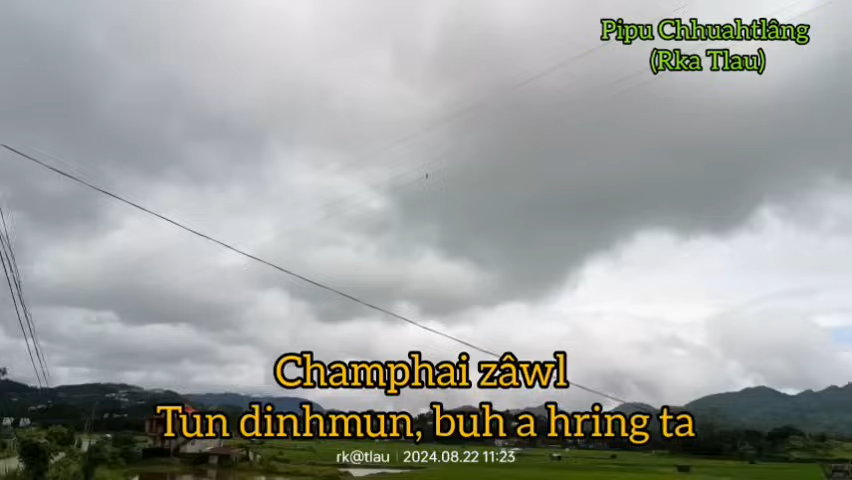 Pipu Chhuahtlâng
(Rka Tlau)
Champhai zâwl
Tun dinhmun, buh a hring ta
rk@tlau | 2024.08.22 11:23